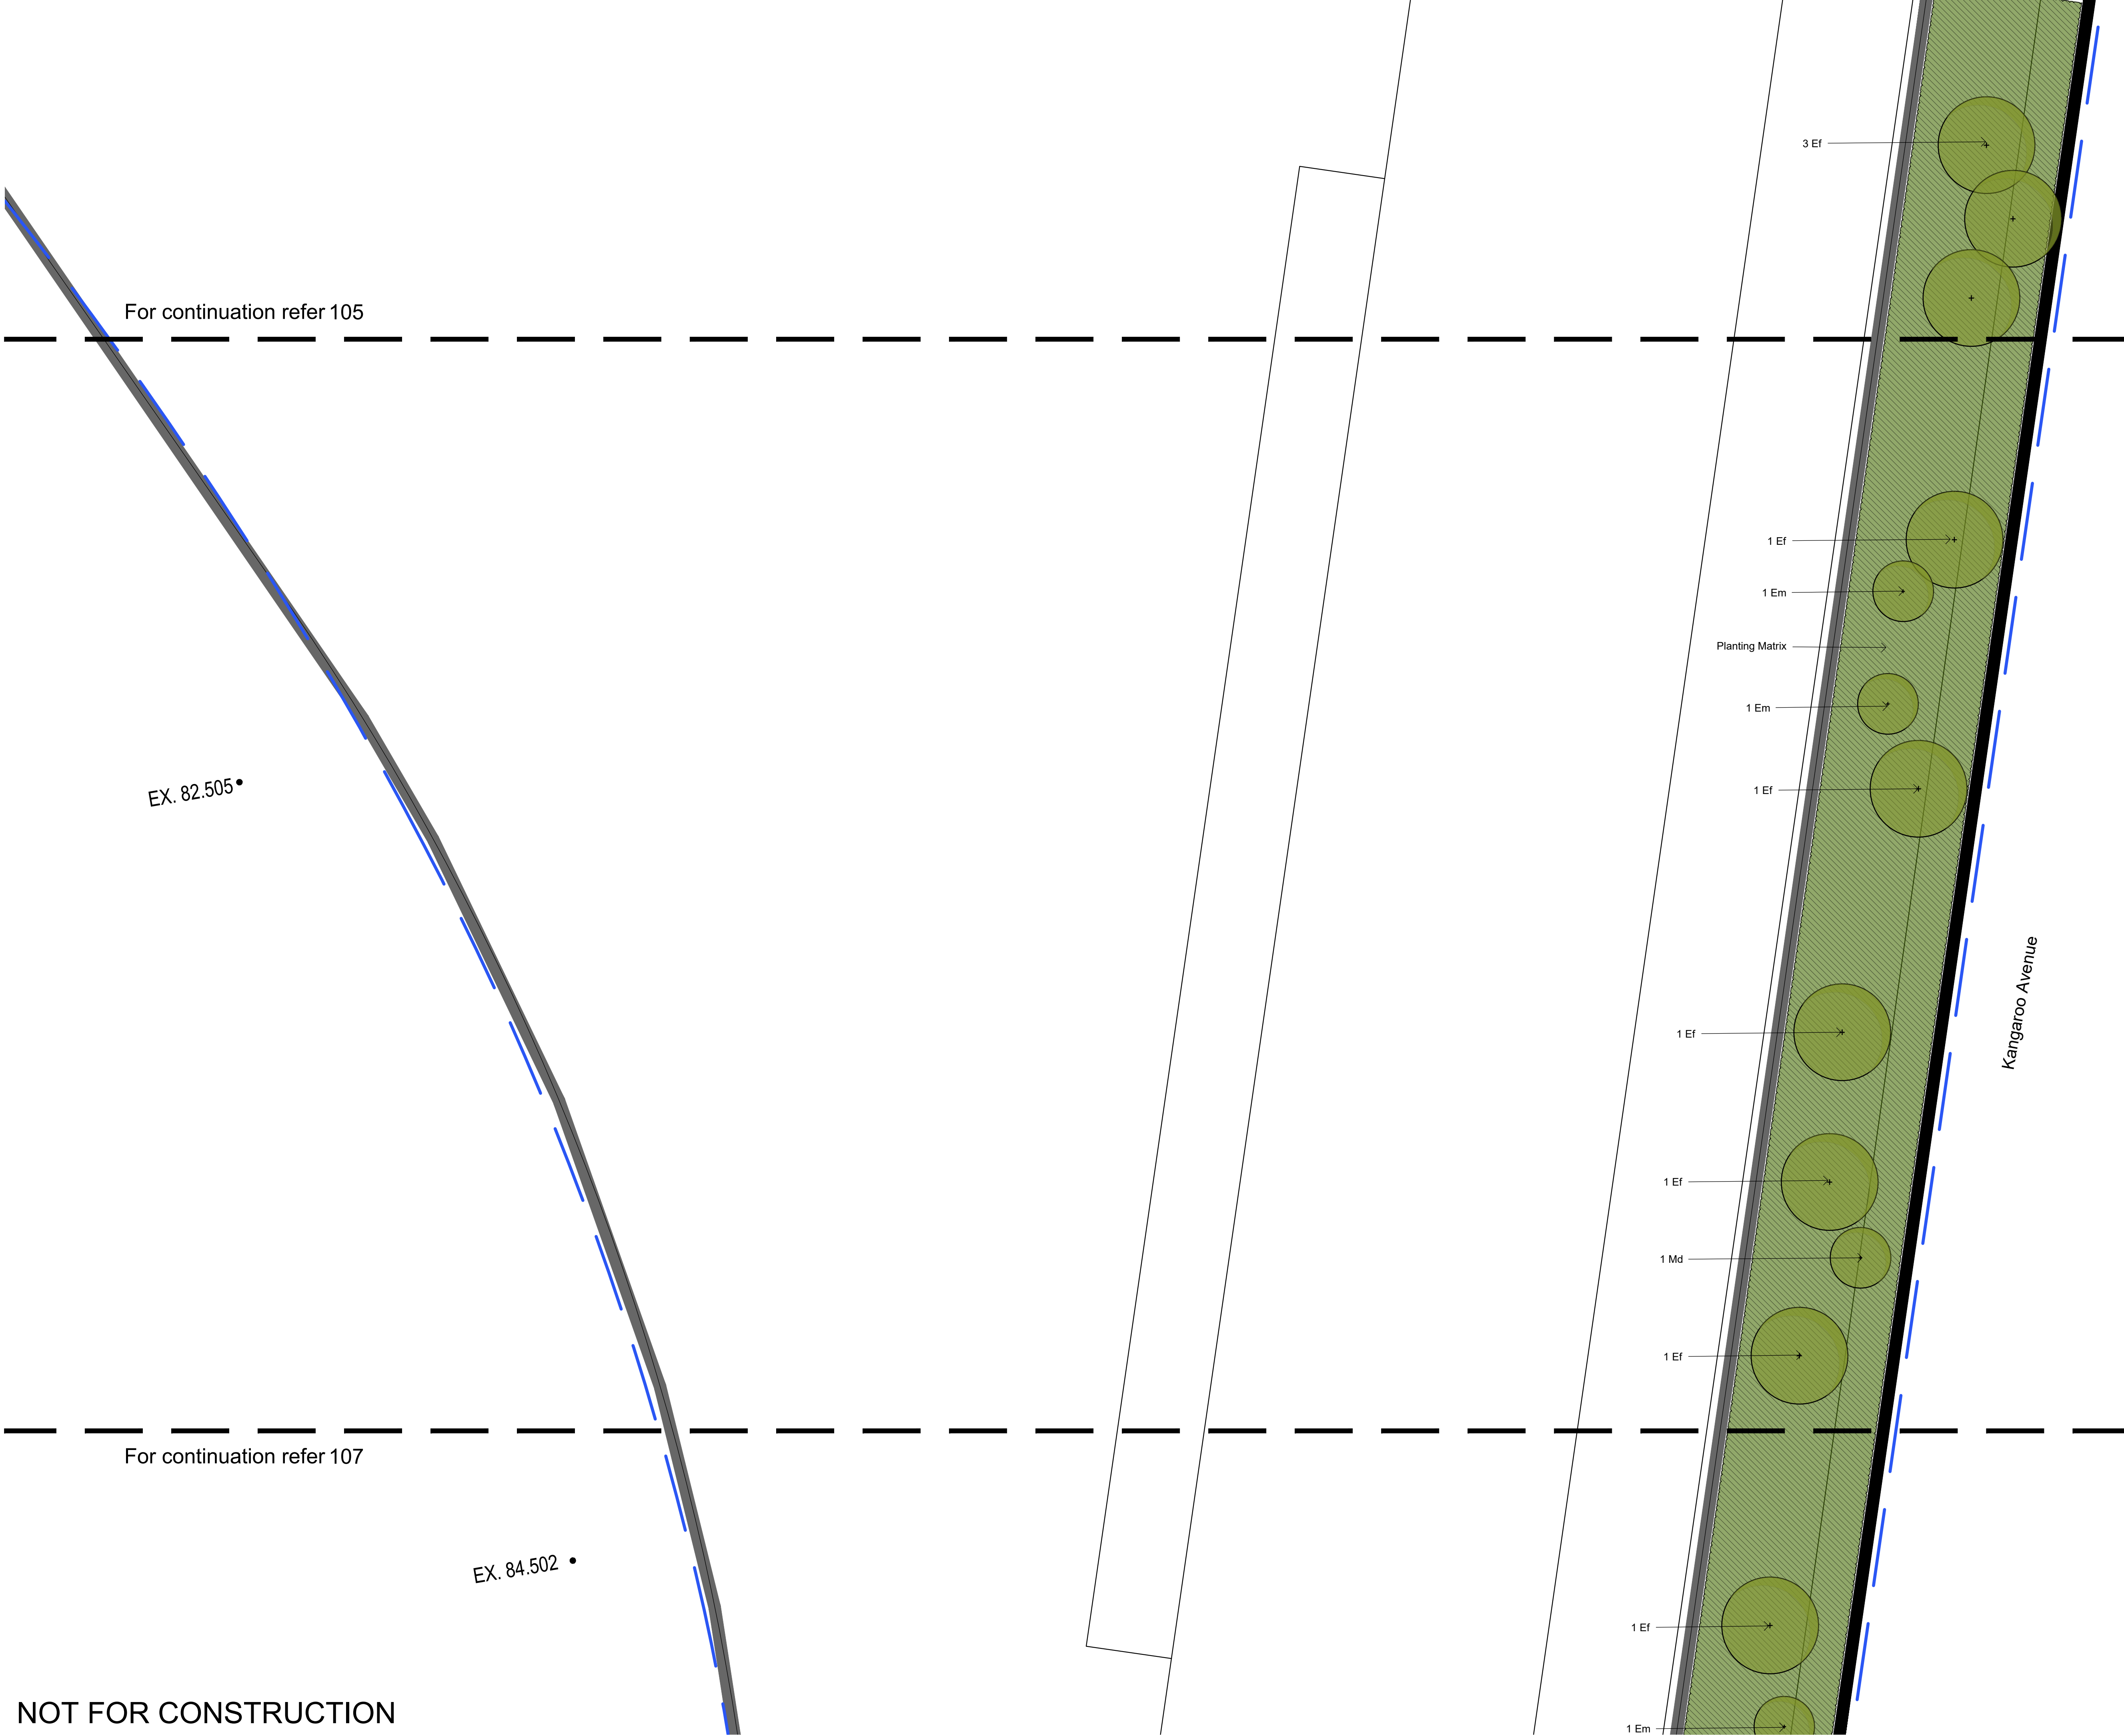 3 Ef
For continuation refer 105
1 Ef
1 Em
Planting Matrix
1 Em
EX. 82.505
1 Ef
Kangaroo Avenue
1 Ef
1 Ef
1 Md
1 Ef
For continuation refer 107
EX. 84.502
1 Ef
NOT FOR CONSTRUCTION
1 Em